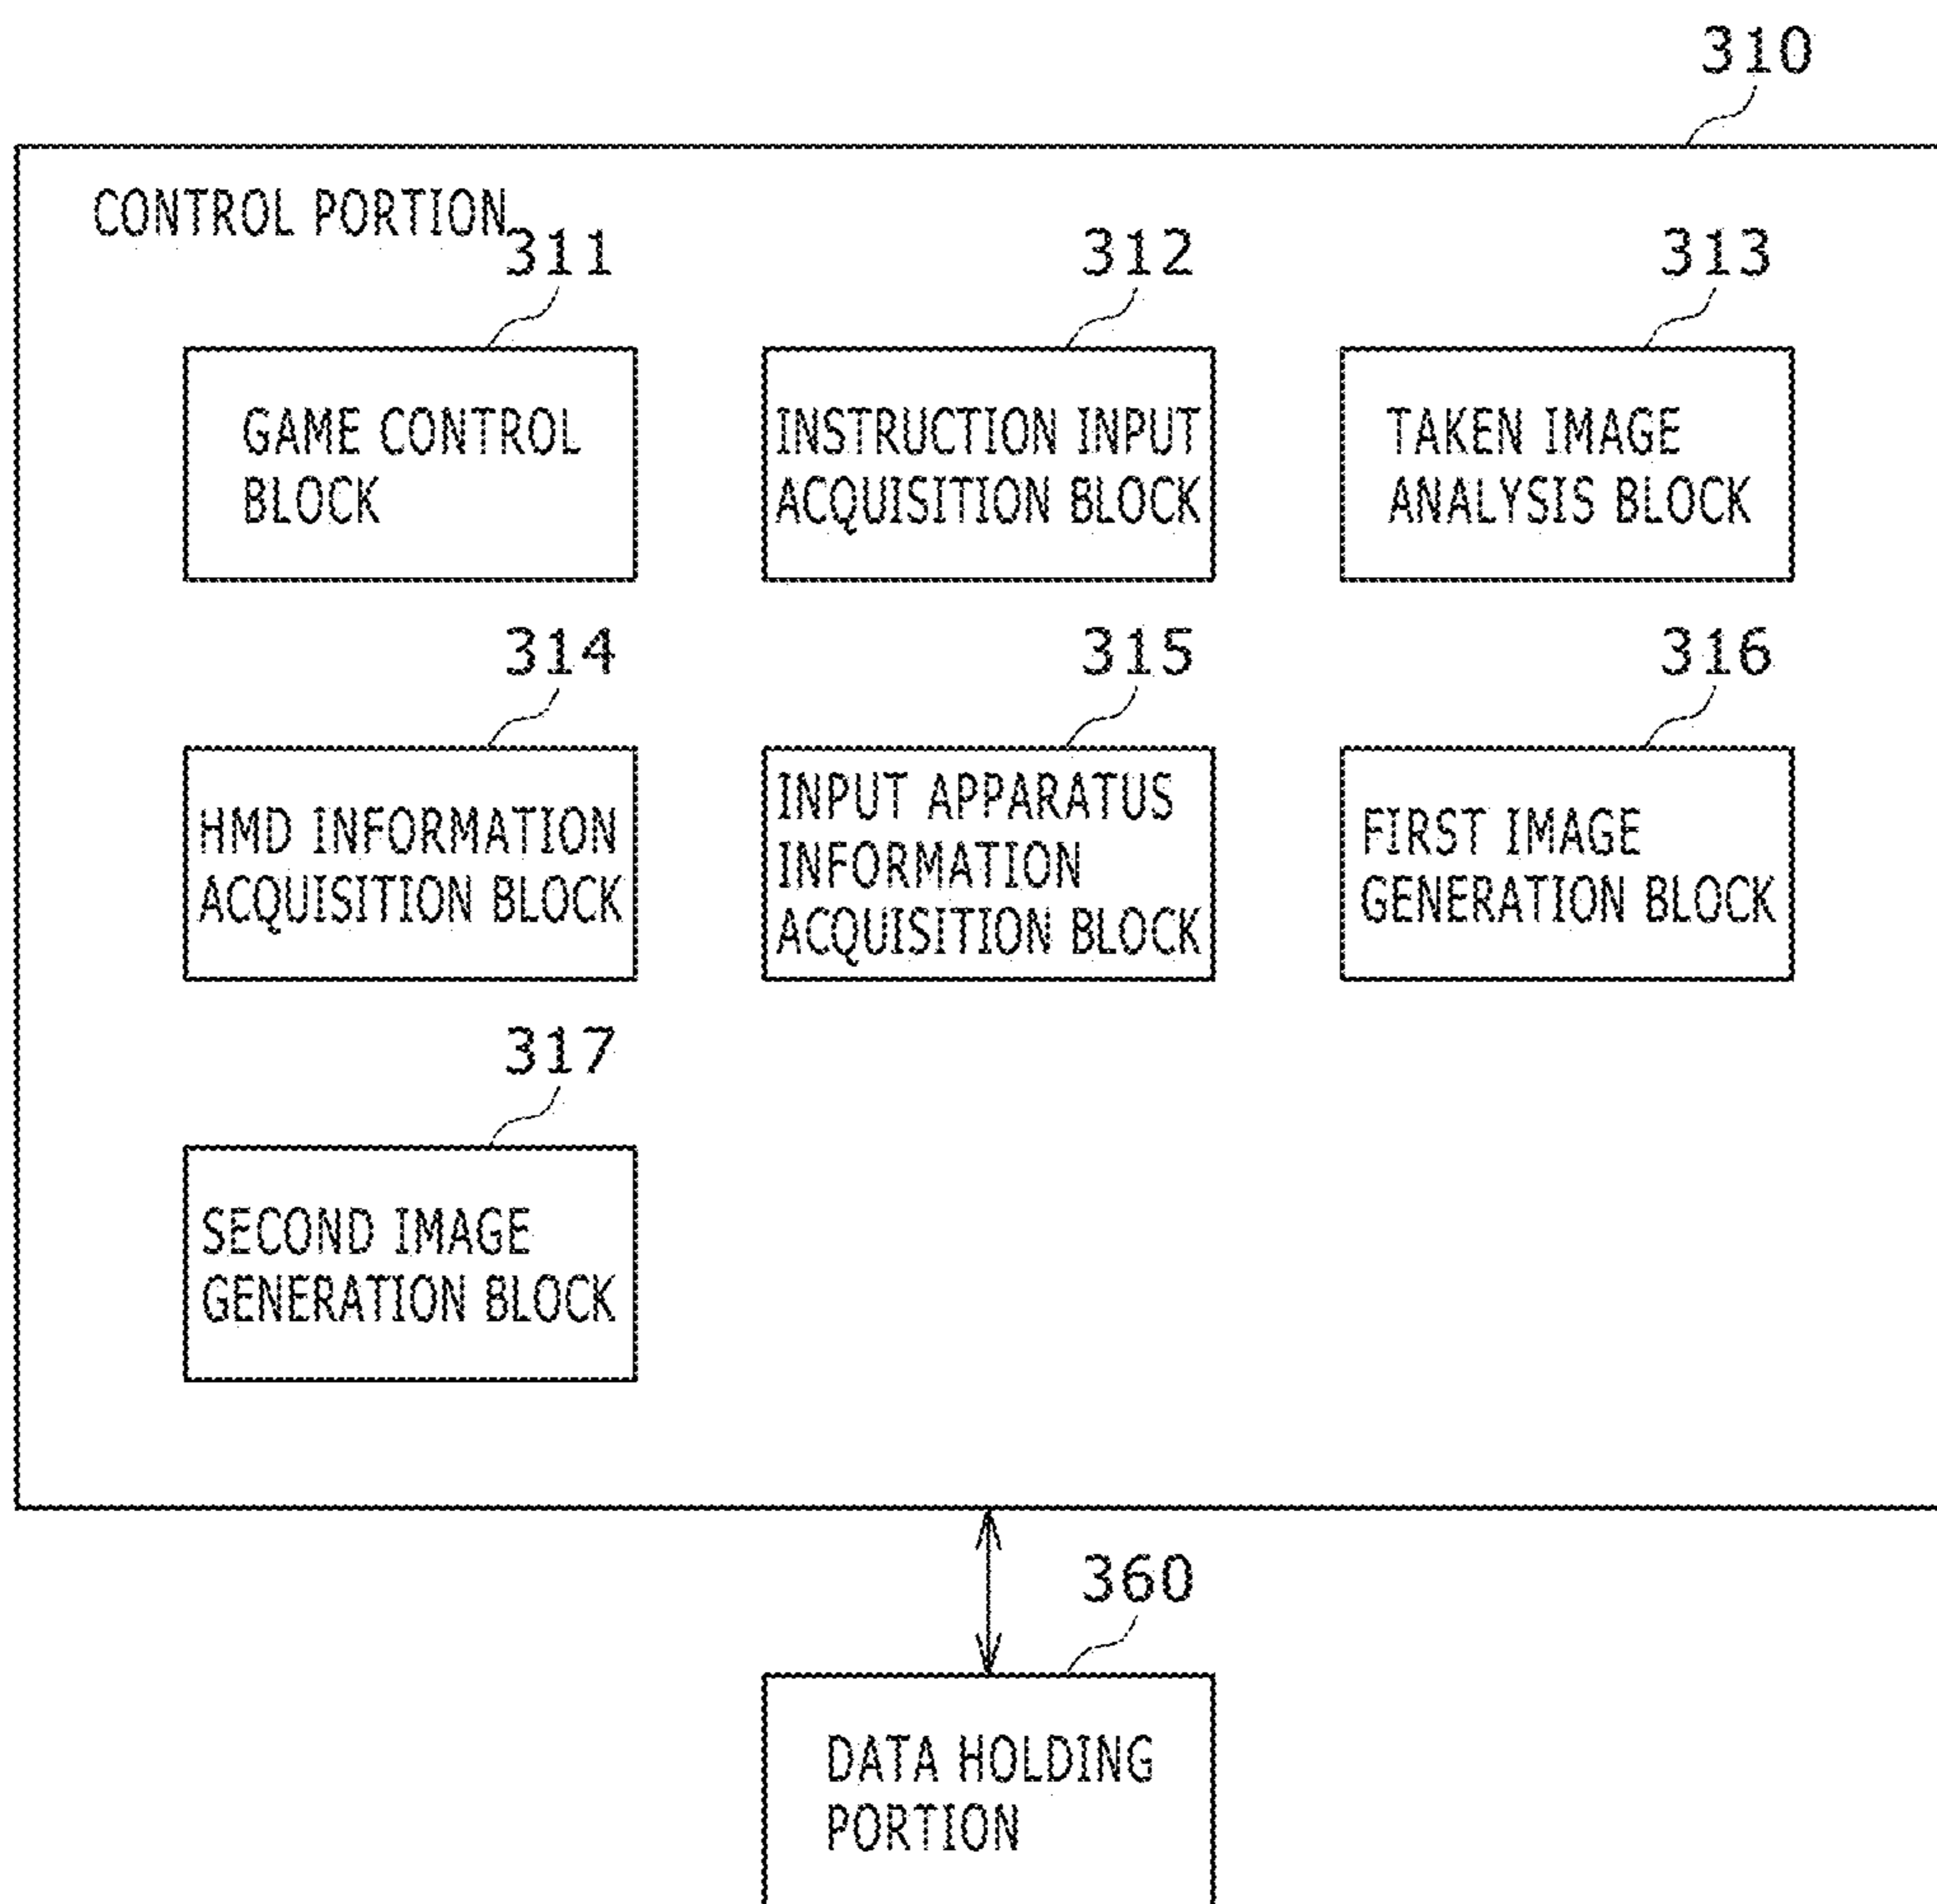 310
CONTROL PORTION
311
312
313
GAME CONTROL
BLOCK
INSTRUCTION INPUT
ACQUISITION BLOCK
TAKEN IMAGE
ANALYSIS BLOCK
314
315
316
HMD INFORMATION
ACQUISITION BLOCK
INPUT APPARATUS
INFORMATION
ACQUISITION BLOCK
FIRST IMAGE
GENERATION BLOCK
317
SECOND IMAGE
GENERATION BLOCK
360
DATA HOLDING
PORTION